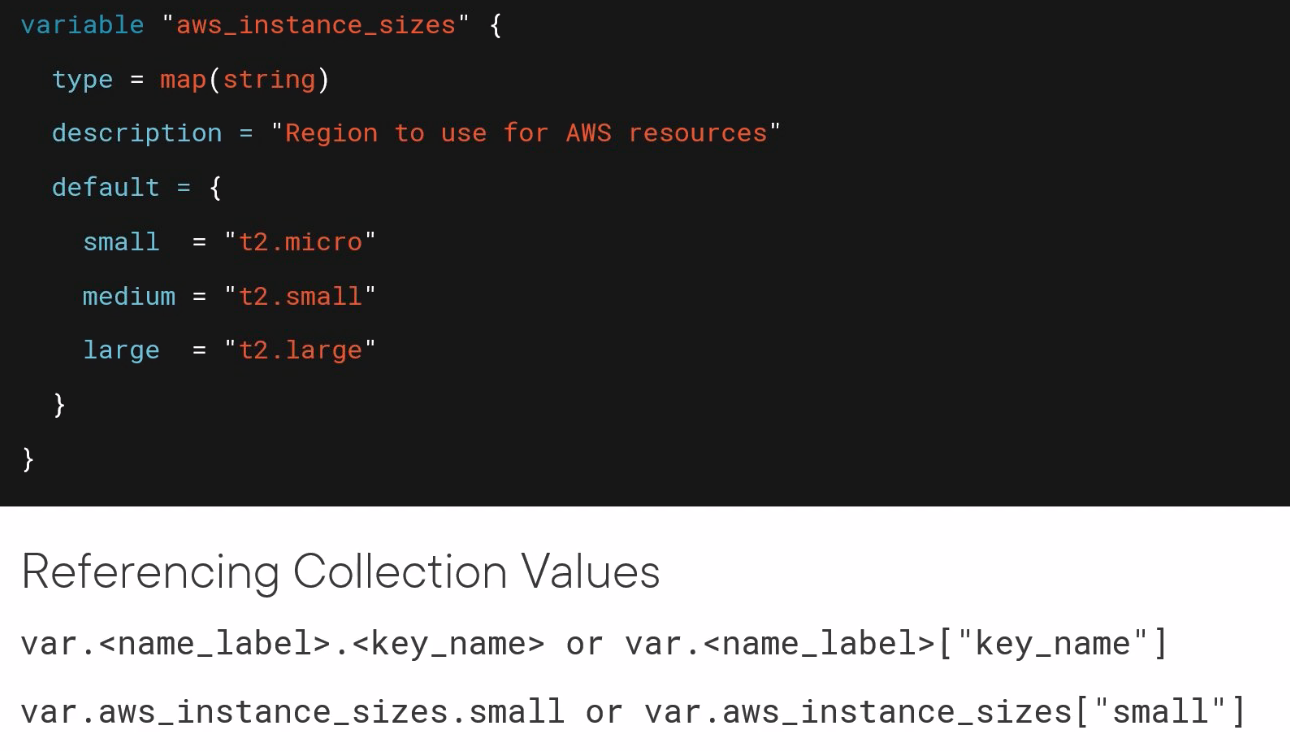 variable "aws_instance_sizes" {
  type = map(string)
  description = "Region to use for AWS resources"
  default = {
    small  = "t2.micro"
    medium = "t2.small"
    large  = "t2.large"
  }
}
Referencing Collection Values
var.<name_label>.<key_name> or var.<name_label>["key_name"]
var.aws_instance_sizes.small or var.aws_instance_sizes["small"]